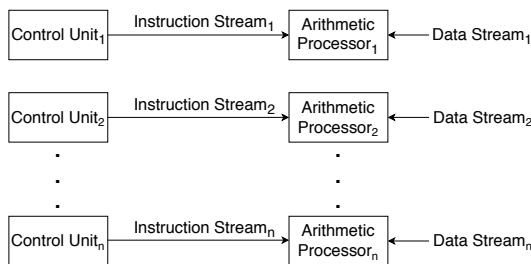 Control Unit₁ Instruction Stream₁ Arithmetic Processor₁ Data Stream₁
Control Unit₂ Instruction Stream₂ Arithmetic Processor₂ Data Stream₂
Control Unitₙ Instruction Streamₙ Arithmetic Processorₙ Data Streamₙ